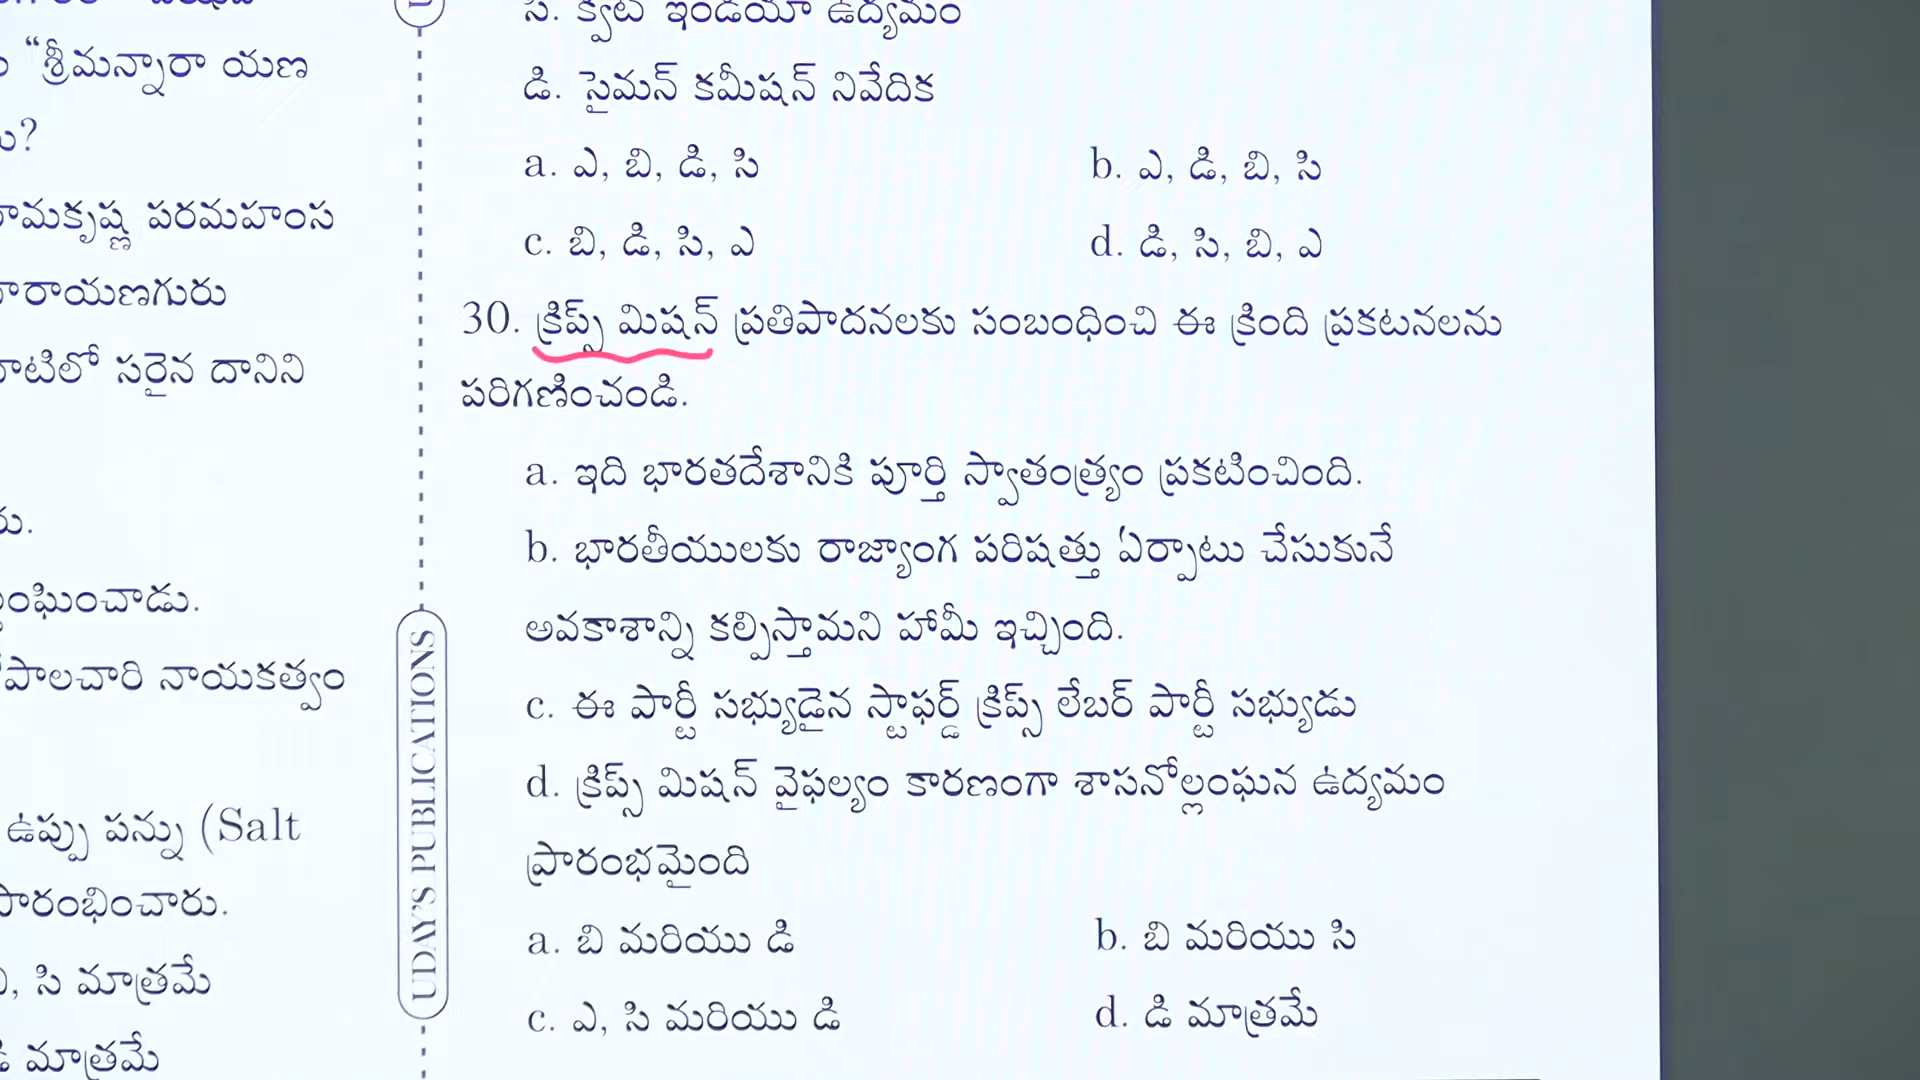 "శ్రీమన్నారా యణ
రామకృష్ణ పరమహంస
నారాయణగురు
వాటిలో సరైన దానిని
పాలచారి నాయకత్వం
ఉప్పు పన్ను (Salt
ప్రారంభించారు.
సి మాత్రమే
మాత్రమే
UDAY'S PUBLICATIONS
సి. క్విట్ ఇండియా ఉద్యమం
డి. సైమన్ కమీషన్ నివేదిక
a. ఎ, బి, డి, సి
b. ఎ, డి, బి, సి
c. బి, డి, సి, ఎ
d. డి, సి, బి, ఎ
30. క్రిప్స్ మిషన్ ప్రతిపాదనలకు సంబంధించి ఈ క్రింది ప్రకటనలను
పరిగణించండి.
a. ఇది భారతదేశానికి పూర్తి స్వాతంత్ర్యం ప్రకటించింది.
b. భారతీయులకు రాజ్యాంగ పరిషత్తు ఏర్పాటు చేసుకునే
అవకాశాన్ని కల్పిస్తామని హామీ ఇచ్చింది.
c. ఈ పార్టీ సభ్యుడైన స్టాఫర్డ్ క్రిప్స్ లేబర్ పార్టీ సభ్యుడు
d. క్రిప్స్ మిషన్ వైఫల్యం కారణంగా శాసనోల్లంఘన ఉద్యమం
ప్రారంభమైంది
a. బి మరియు డి
b. బి మరియు సి
c. ఎ, సి మరియు డి
d. డి మాత్రమే